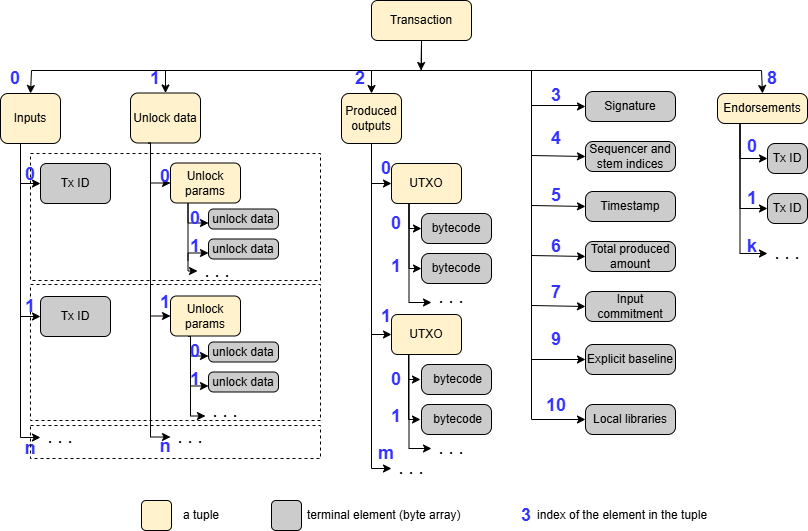 Transaction
0
1
2
8
Inputs
Unlock data
Produced
outputs
3
Signature
4
Sequencer and
stem indices
5
Timestamp
6
Total produced
amount
7
Input
commitment
9
Explicit baseline
10
Local libraries
Endorsements
0
Tx ID
1
Tx ID
k
. . .
0
Tx ID
0
Unlock
params
0
unlock data
1
unlock data
. . .
1
Tx ID
1
Unlock
params
0
unlock data
1
unlock data
. . .
n
. . .
n
. . .
0
UTXO
0
bytecode
1
bytecode
. . .
1
UTXO
0
bytecode
1
bytecode
. . .
m
. . .
a tuple
terminal element (byte array)
3 index of the element in the tuple